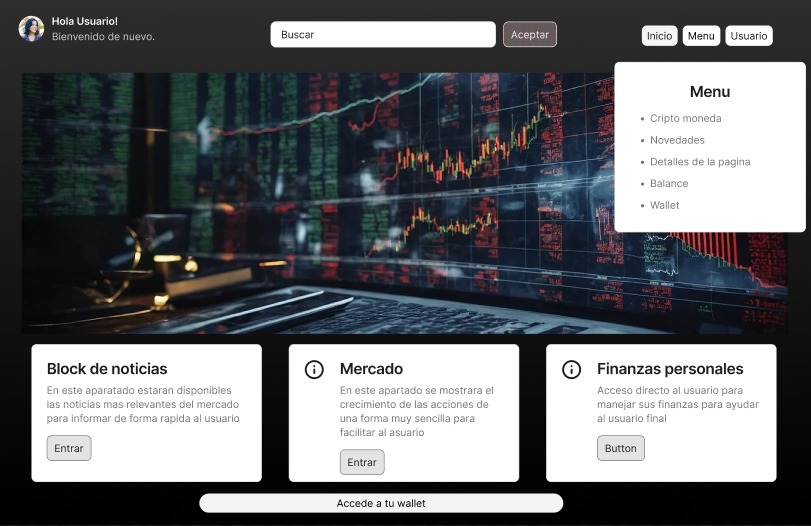 Hola Usuario!
Bienvenido de nuevo.
Buscar
Aceptar
Inicio
Menu
Usuario
Menu
• Cripto moneda
• Novedades
• Detalles de la pagina
• Balance
• Wallet
Block de noticias
En este aparatado estaran disponibles
las noticias mas relevantes del mercado
para informar de forma rapida al usuario
Entrar
Mercado
En este apartado se mostrara el
crecimiento de las acciones de
una forma muy sencilla para
facilitar al asuario
Entrar
Finanzas personales
Acceso directo al usuario para
manejar sus finanzas para ayudar
al usuario final
Button
Accede a tu wallet